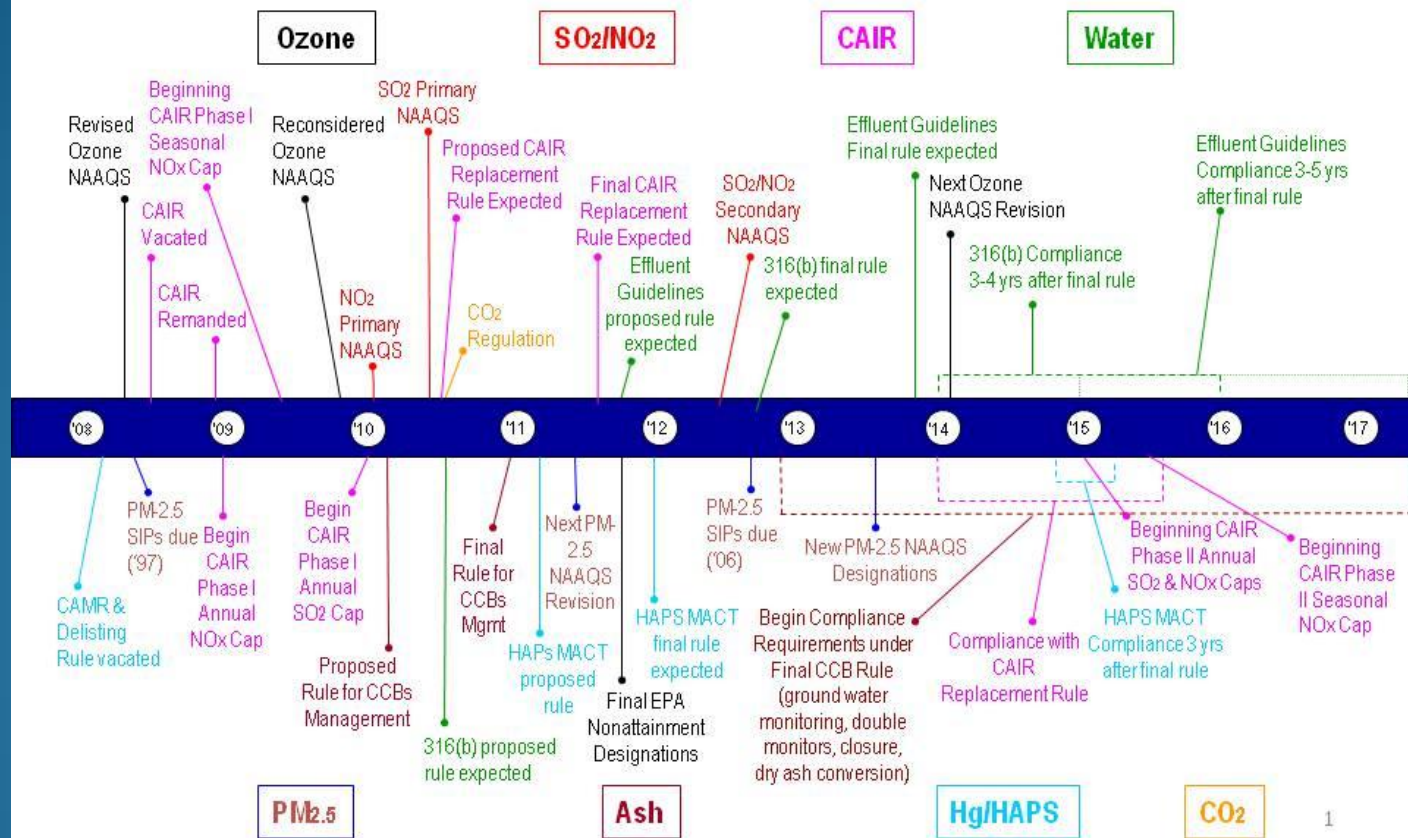 Ozone
SO2/NO2
CAIR
Water
Revised
Ozone
NAAQS
Beginning
CAIR Phase I
Seasonal
NOx Cap
CAIR
Vacated
CAIR
Remanded
Reconsidered
Ozone
NAAQS
NO2
Primary
NAAQS
SO2 Primary
NAAQS
Proposed CAIR
Replacement
Rule Expected
CO2
Regulation
Final CAIR
Replacement
Rule Expected
Effluent
Guidelines
proposed rule
expected
SO2/NO2
Secondary
NAAQS
316(b) final rule
expected
Effluent Guidelines
Final rule expected
Next Ozone
NAAQS Revision
316(b) Compliance
3-4 yrs after final rule
Effluent Guidelines
Compliance 3-5 yrs
after final rule
'08
'09
'10
'11
'12
'13
'14
'15
'16
'17
CAMR &
Delisting
Rule vacated
PM-2.5
SIPs due
('97)
Begin
CAIR
Phase I
Annual
NOx Cap
Begin
CAIR
Phase I
Annual
SO2 Cap
Proposed
Rule for CCBs
Management
316(b) proposed
rule expected
Final
Rule for
CCBs
Mgmt
HAPs MACT
proposed
rule
Next PM-
2.5
NAAQS
Revision
Final EPA
Nonattainment
Designations
HAPS MACT
final rule
expected
PM-2.5
SIPs due
('06)
New PM-2.5 NAAQS
Designations
Begin Compliance
Requirements under
Final CCB Rule
(ground water
monitoring, double
monitors, closure,
dry ash conversion)
Compliance with
CAIR
Replacement Rule
Beginning CAIR
Phase II Annual
SO2 & NOx Caps
HAPS MACT
Compliance 3 yrs
after final rule
Beginning
CAIR Phase
II Seasonal
NOx Cap
PM2.5
Ash
Hg/HAPS
CO2
1